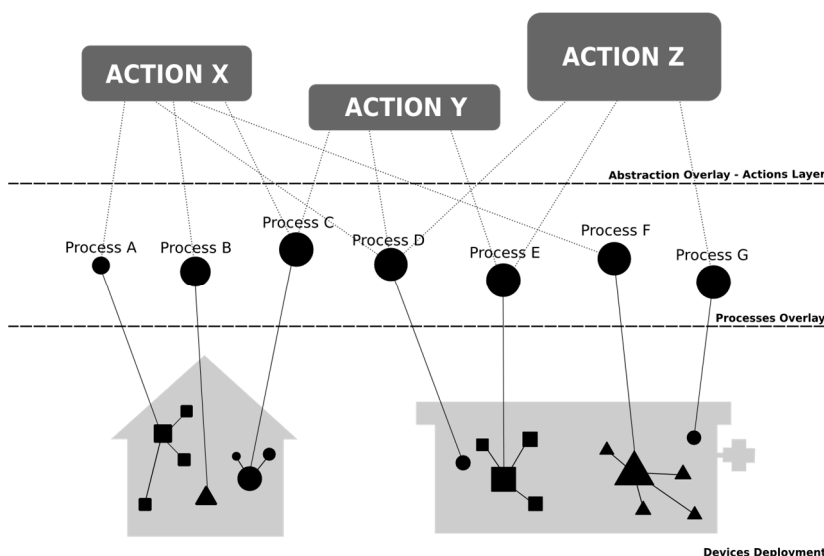 ACTION X
ACTION Y
ACTION Z
Abstraction Overlay - Actions Layer
Process A
Process B
Process C
Process D
Process E
Process F
Process G
Processes Overlay
Devices Deployment